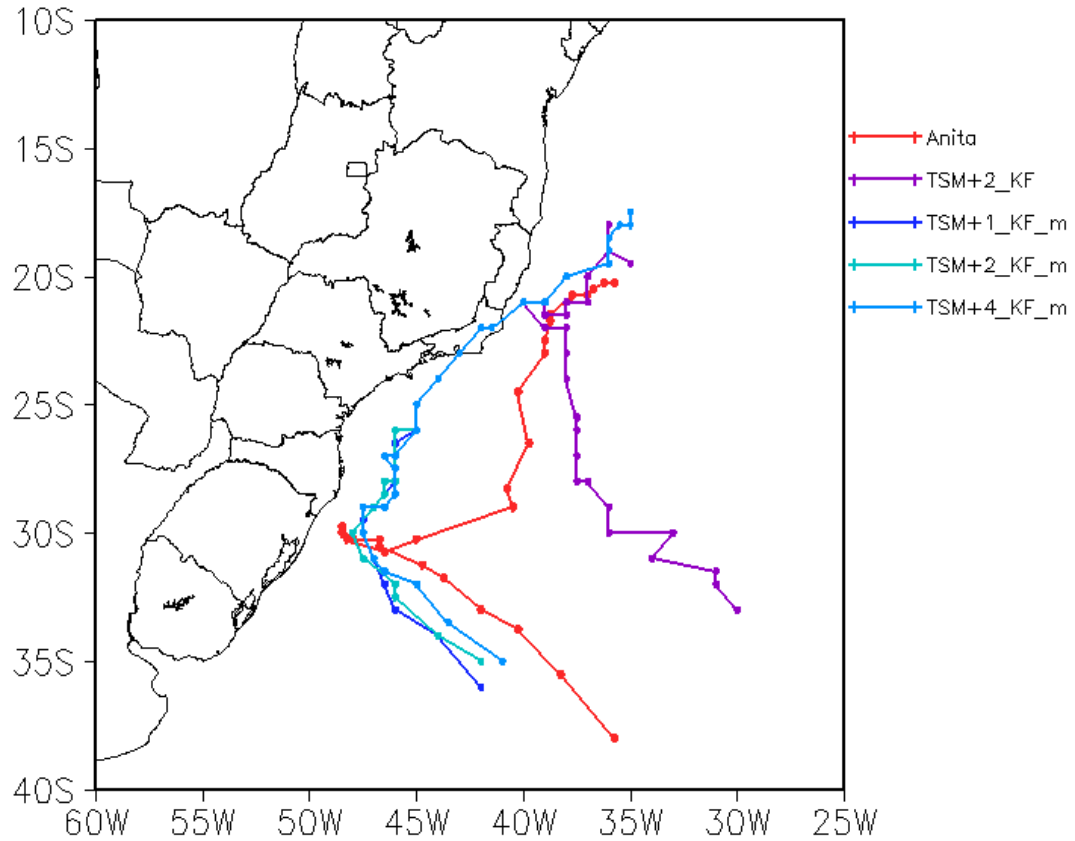 10S
15S
20S
25S
30S
35S
40S
60W 55W 50W 45W 40W 35W 30W 25W
Anita
TSM+2_KF
TSM+1_KF_m
TSM+2_KF_m
TSM+4_KF_m